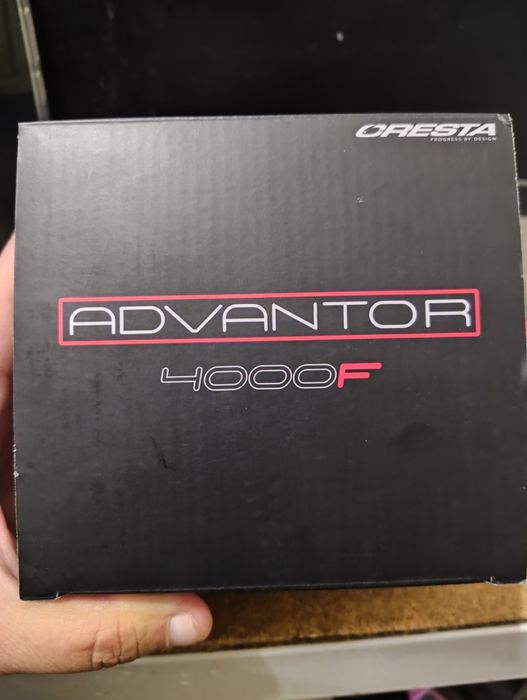 CRESTA
PROGRESS BY DESIGN
ADVANTOR
4000F